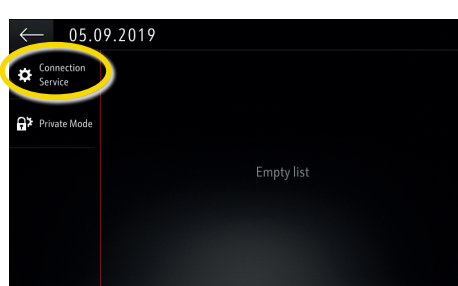 05.09.2019
Connection
Service
Private Mode
Empty list